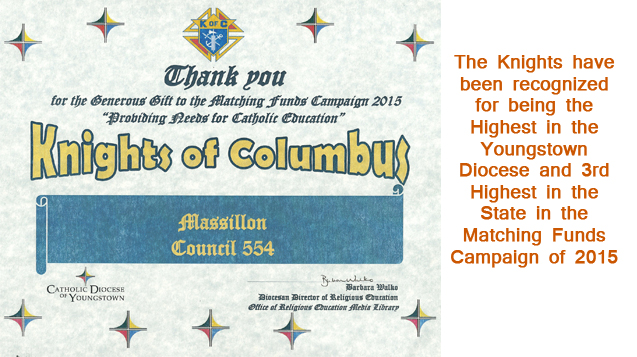 K OF C
Thank you
for the Generous Gift to the Matching Funds Campaign 2015
“Providing Needs for Catholic Education”
Knights of Columbus
Massillon
Council 554
CATHOLIC DIOCESE
OF YOUNGSTOWN
Barbara Walko
Barbara Walko
Diocesan Director of Religious Education
Office of Religious Education Media Library
The Knights have
been recognized
for being the
Highest in the
Youngstown
Diocese and 3rd
Highest in the
State in the
Matching Funds
Campaign of 2015